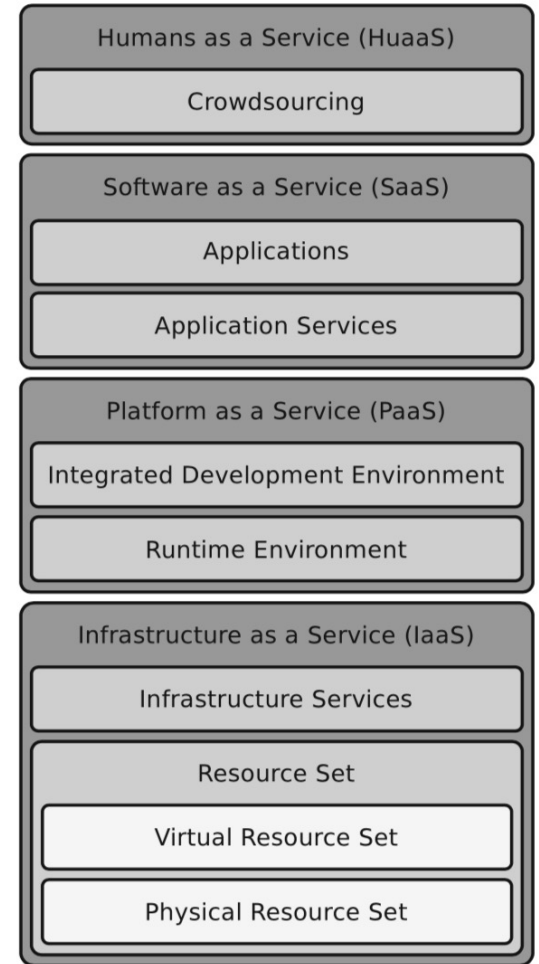 Humans as a Service (HuaaS)
Crowdsourcing
Software as a Service (SaaS)
Applications
Application Services
Platform as a Service (PaaS)
Integrated Development Environment
Runtime Environment
Infrastructure as a Service (IaaS)
Infrastructure Services
Resource Set
Virtual Resource Set
Physical Resource Set